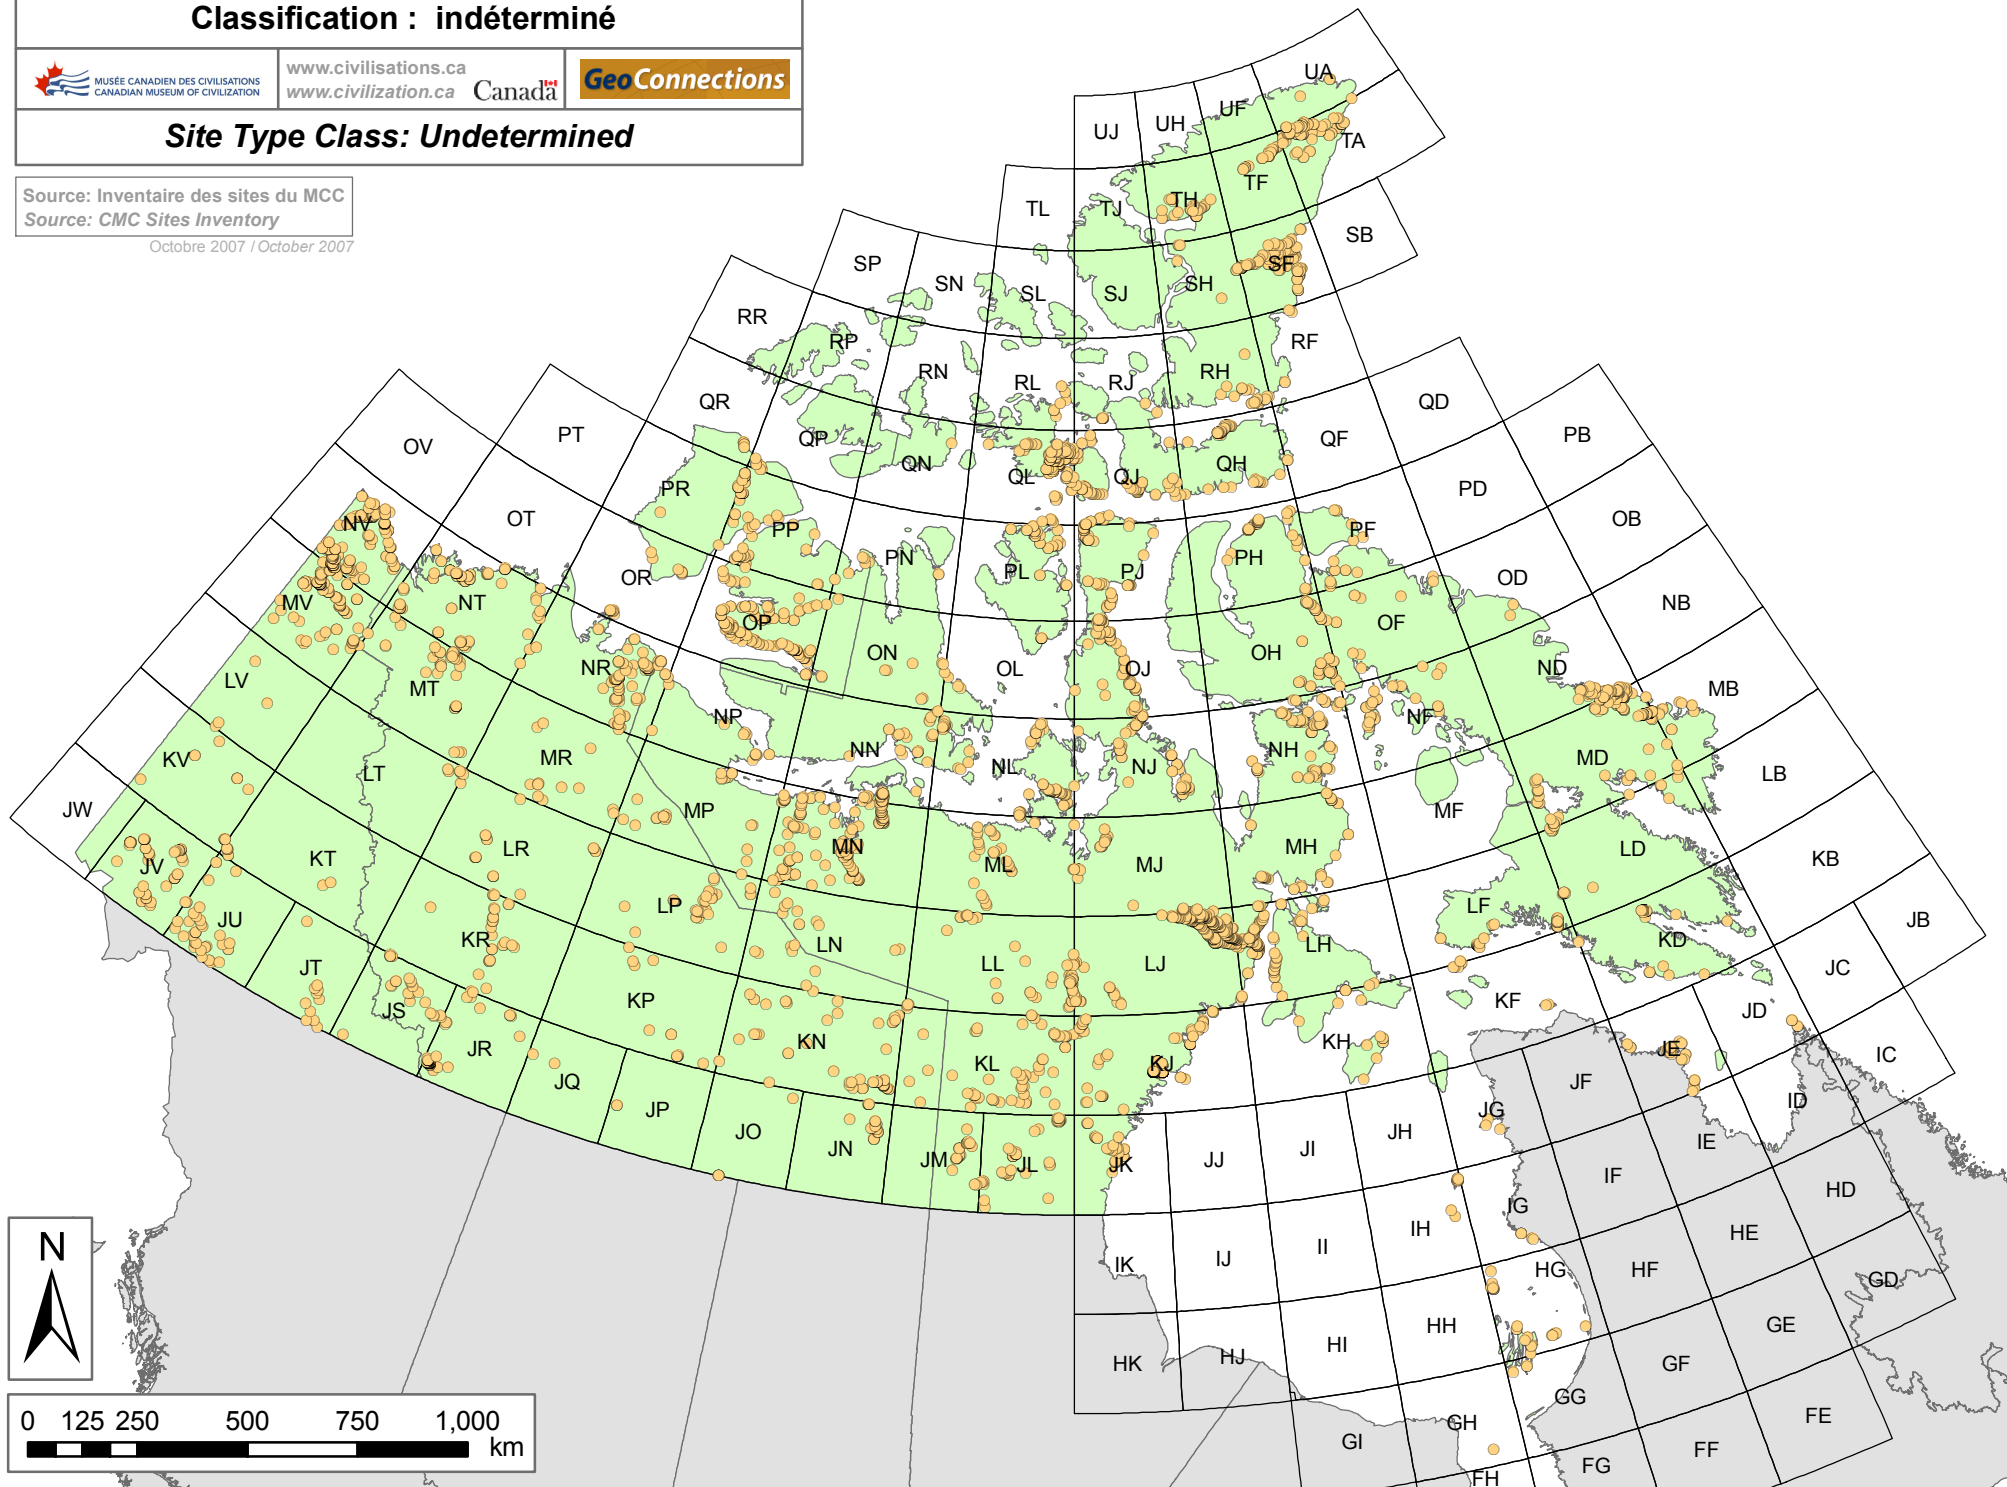 Classification : indéterminé
MUSÉE CANADIEN DES CIVILISATIONS
CANADIAN MUSEUM OF CIVILIZATION
www.civilisations.ca
www.civilization.ca
Canada
GeoConnections
Site Type Class: Undetermined
Source: Inventaire des sites du MCC
Source: CMC Sites Inventory
Octobre 2007 / October 2007
UA
UF
UH
UJ
TA
TF
TH
TJ
TL
SB
SF
SH
SJ
SL
SN
SP
RF
RH
RJ
RL
RN
RP
RR
QD
QF
QH
QJ
QL
QN
QP
QR
PB
PD
PF
PH
PJ
PL
PN
PP
PR
PT
OB
OD
OF
OH
OJ
OL
ON
OP
OR
OT
OV
NB
ND
NF
NH
NJ
NL
NN
NP
NR
NT
NV
MB
MD
MF
MH
MJ
ML
MN
MP
MR
MT
MV
LB
LD
LF
LH
LJ
LL
LN
LP
LR
LT
LV
KB
KD
KF
KH
KJ
KL
KN
KP
KR
KT
KV
JB
JC
JD
JE
JF
JG
JH
JI
JJ
JK
JL
JM
JN
JO
JP
JQ
JR
JS
JT
JU
JV
JW
IC
ID
IE
IF
IG
IH
II
IJ
IK
HD
HE
HF
HG
HH
HI
HJ
HK
GD
GE
GF
GG
GH
GI
FE
FF
FG
FH
N
0 125 250 500 750 1,000
km